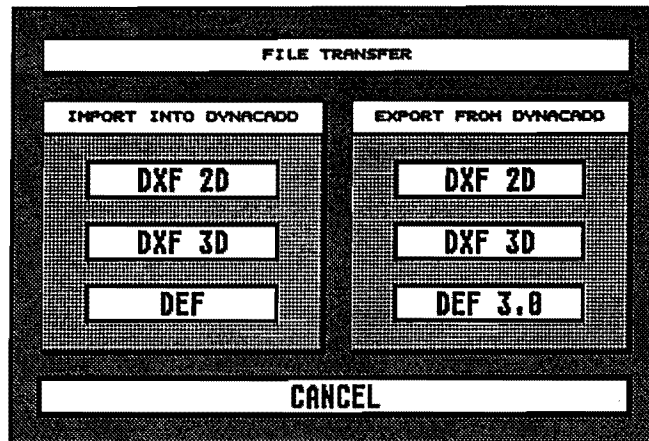 FILE TRANSFER
IMPORT INTO DYNACADD
DXF 2D
DXF 3D
DEF
EXPORT FROM DYNACADD
DXF 2D
DXF 3D
DEF 3.0
CANCEL